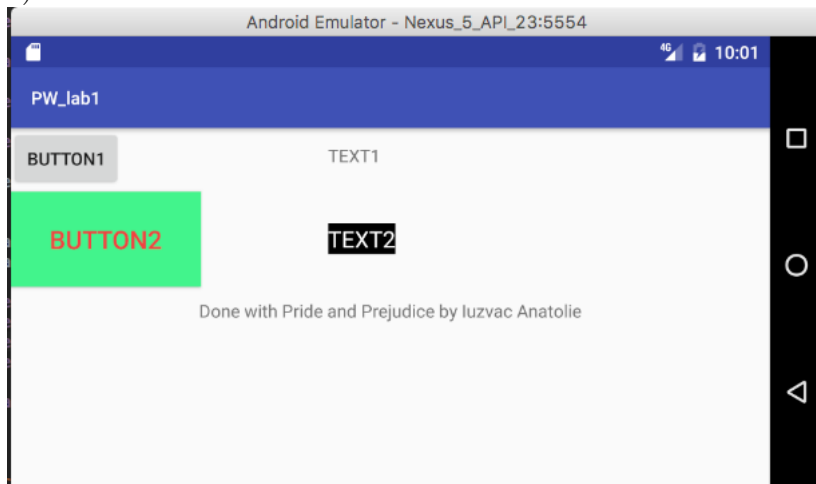 Android Emulator - Nexus_5_API_23:5554
4G 10:01
PW_lab1
BUTTON1 TEXT1
BUTTON2 TEXT2
Done with Pride and Prejudice by Iuzvac Anatolie